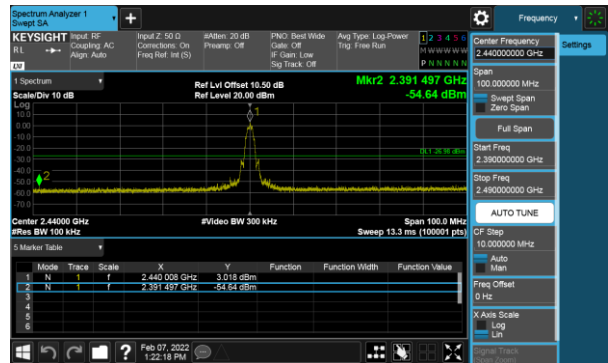 Spectrum Analyzer 1
Swept SA
+
Frequency
KEYSIGHT Input: RF Input Z: 50 Ω #Atten: 20 dB PNO: Best Wide Avg Type: Log-Power 1 2 3 4 5 6
RL Coupling: AC Corrections: On Preamp: Off Gate: Off Trig: Free Run M W W W W W
Align: Auto Freq Ref: Int (S) IF Gain: Low P N N N N N
Sig Track: Off
LXI
1 Spectrum
Ref Lvl Offset 10.50 dB Mkr2 2.391 497 GHz
Scale/Div 10 dB Ref Level 20.00 dBm -54.64 dBm
Log
10.0
0.00
-10.0
-20.0
-30.0
-40.0
-50.0
-60.0
-70.0
1
2
Center 2.44000 GHz #Video BW 300 kHz Span 100.0 MHz
#Res BW 100 kHz Sweep 13.3 ms (100001 pts)
5 Marker Table
Mode Trace Scale X Y Function Function Width Function Value
1 N 1 f 2.440 008 GHz 3.018 dBm
2 N 1 f 2.391 497 GHz -54.64 dBm
3
4
5
6
Feb 07, 2022
1:22:18 PM
?
Center Frequency
2.440000000 GHz
Settings
Span
100.000000 MHz
Swept Span
Zero Span
Full Span
Start Freq
2.390000000 GHz
Stop Freq
2.490000000 GHz
AUTO TUNE
CF Step
10.000000 MHz
Auto
Man
Freq Offset
0 Hz
X Axis Scale
Log
Lin
Signal Track
(Span Zoom)